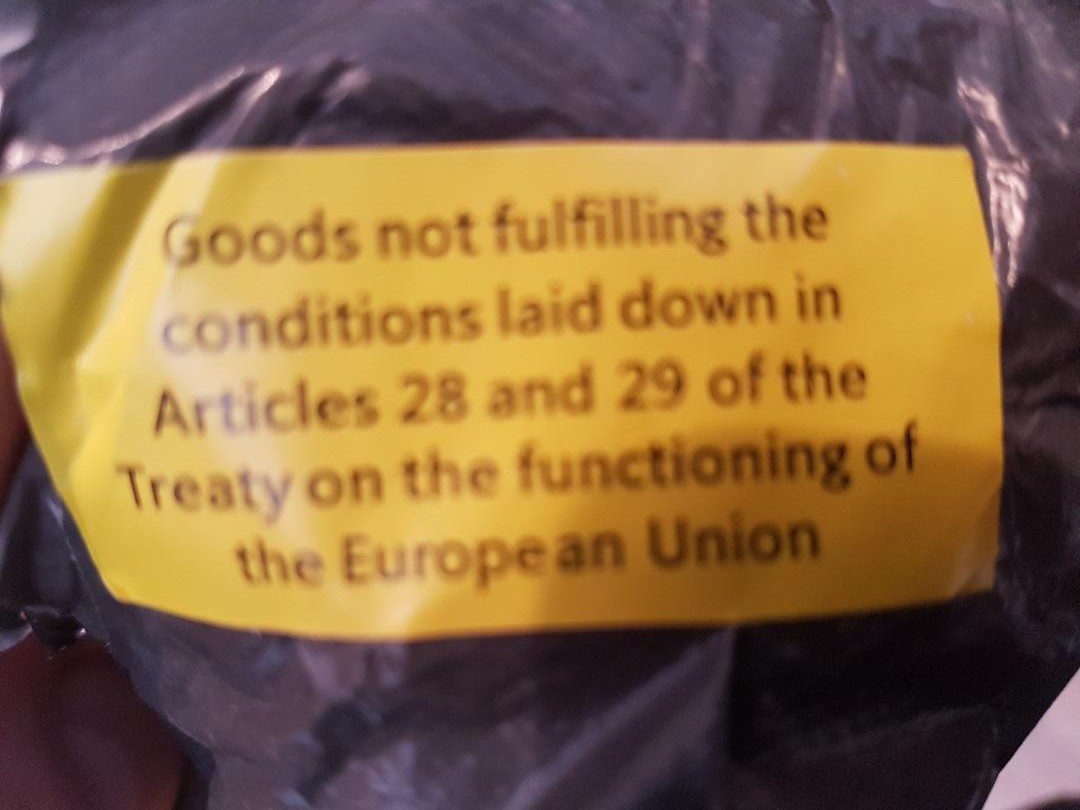 Goods not fulfilling the
conditions laid down in
Articles 28 and 29 of the
Treaty on the functioning of
the European Union